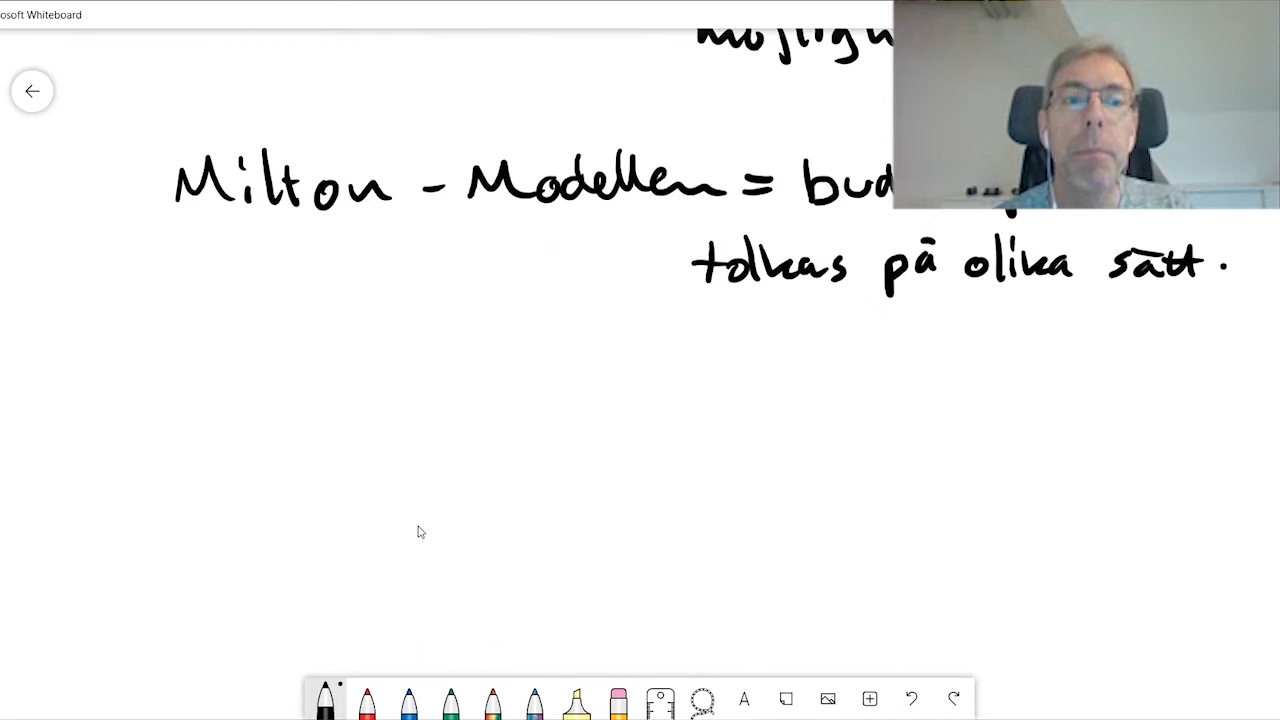 osoft Whiteboard
Milton - Modellen = bud
tolkas på olika sätt.